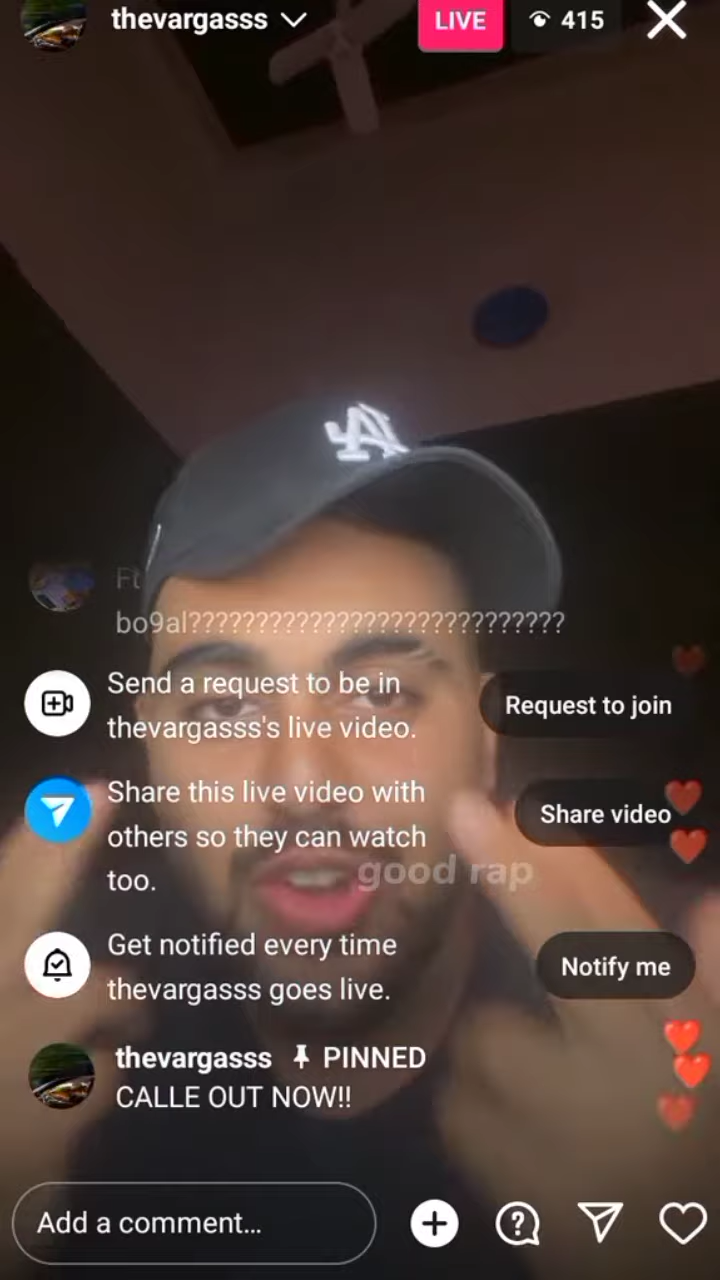 thevargasss
LIVE
415
Ft
bo9al????????????????????????????
Send a request to be in
thevargasss's live video.
Request to join
Share this live video with
others so they can watch
too.
Share video
good rap
Get notified every time
thevargasss goes live.
Notify me
thevargasss PINNED
CALLE OUT NOW!!
Add a comment...